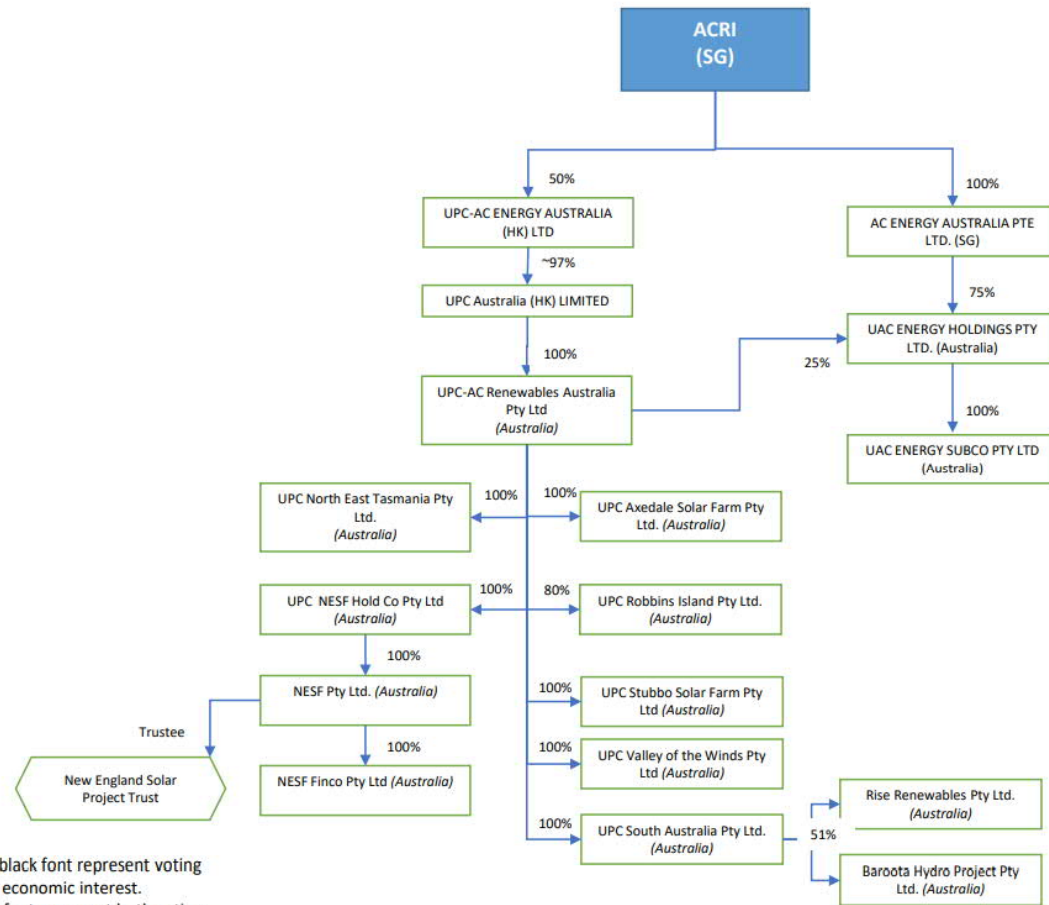 ACRI
(SG)
50%
100%
UPC-AC ENERGY AUSTRALIA
(HK) LTD
AC ENERGY AUSTRALIA PTE
LTD. (SG)
~97%
75%
UPC Australia (HK) LIMITED
UAC ENERGY HOLDINGS PTY
LTD. (Australia)
100%
25%
UPC-AC Renewables Australia
Pty Ltd
(Australia)
100%
UAC ENERGY SUBCO PTY LTD
(Australia)
UPC North East Tasmania Pty
Ltd.
(Australia)
100%
100%
UPC Axedale Solar Farm Pty
Ltd. (Australia)
UPC NESF Hold Co Pty Ltd
(Australia)
100%
80%
UPC Robbins Island Pty Ltd.
(Australia)
100%
NESF Pty Ltd. (Australia)
100%
UPC Stubbo Solar Farm Pty
Ltd (Australia)
Trustee
100%
100%
UPC Valley of the Winds Pty
Ltd (Australia)
New England Solar
Project Trust
NESF Finco Pty Ltd (Australia)
100%
UPC South Australia Pty Ltd.
(Australia)
51%
Rise Renewables Pty Ltd.
(Australia)
Baroota Hydro Project Pty
Ltd. (Australia)
black font represent voting
economic interest.